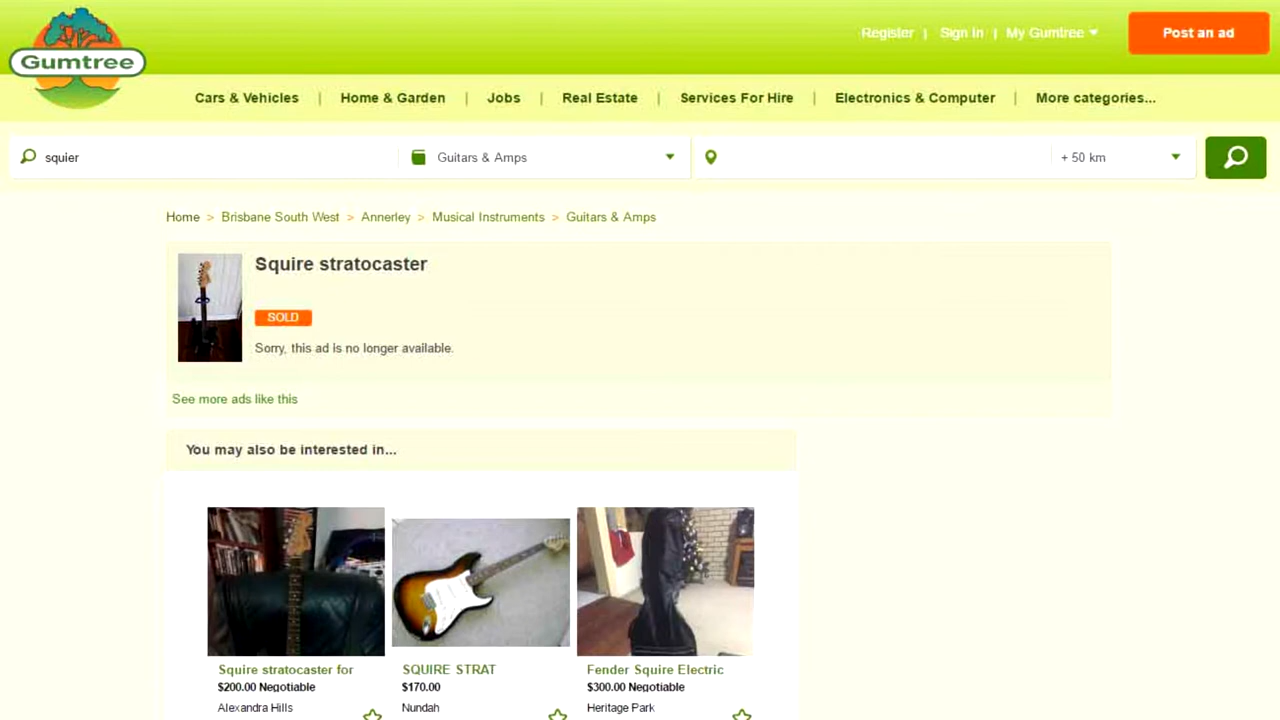 Gumtree
Register | Sign In | My Gumtree
Post an ad
Cars & Vehicles | Home & Garden | Jobs | Real Estate | Services For Hire | Electronics & Computer | More categories...
squier
Guitars & Amps
+ 50 km
Home > Brisbane South West > Annerley > Musical Instruments > Guitars & Amps
Squire stratocaster
SOLD
Sorry, this ad is no longer available.
See more ads like this
You may also be interested in...
Squire stratocaster for
$200.00 Negotiable
Alexandra Hills
SQUIRE STRAT
$170.00
Nundah
Fender Squire Electric
$300.00 Negotiable
Heritage Park